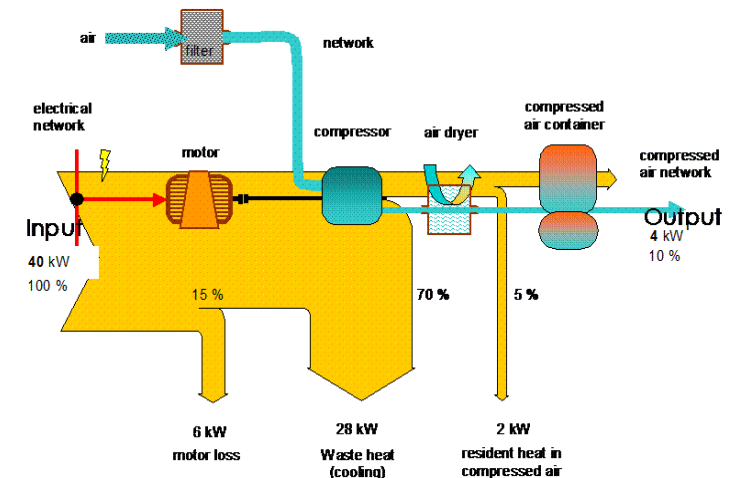 air
filter
network
electrical
network
motor
compressor
air dryer
compressed
air container
compressed
air network
Input
40 kW
100 %
Output
4 kW
10 %
15 %
70 %
5 %
6 kW
motor loss
28 kW
Waste heat
(cooling)
2 kW
resident heat in
compressed air